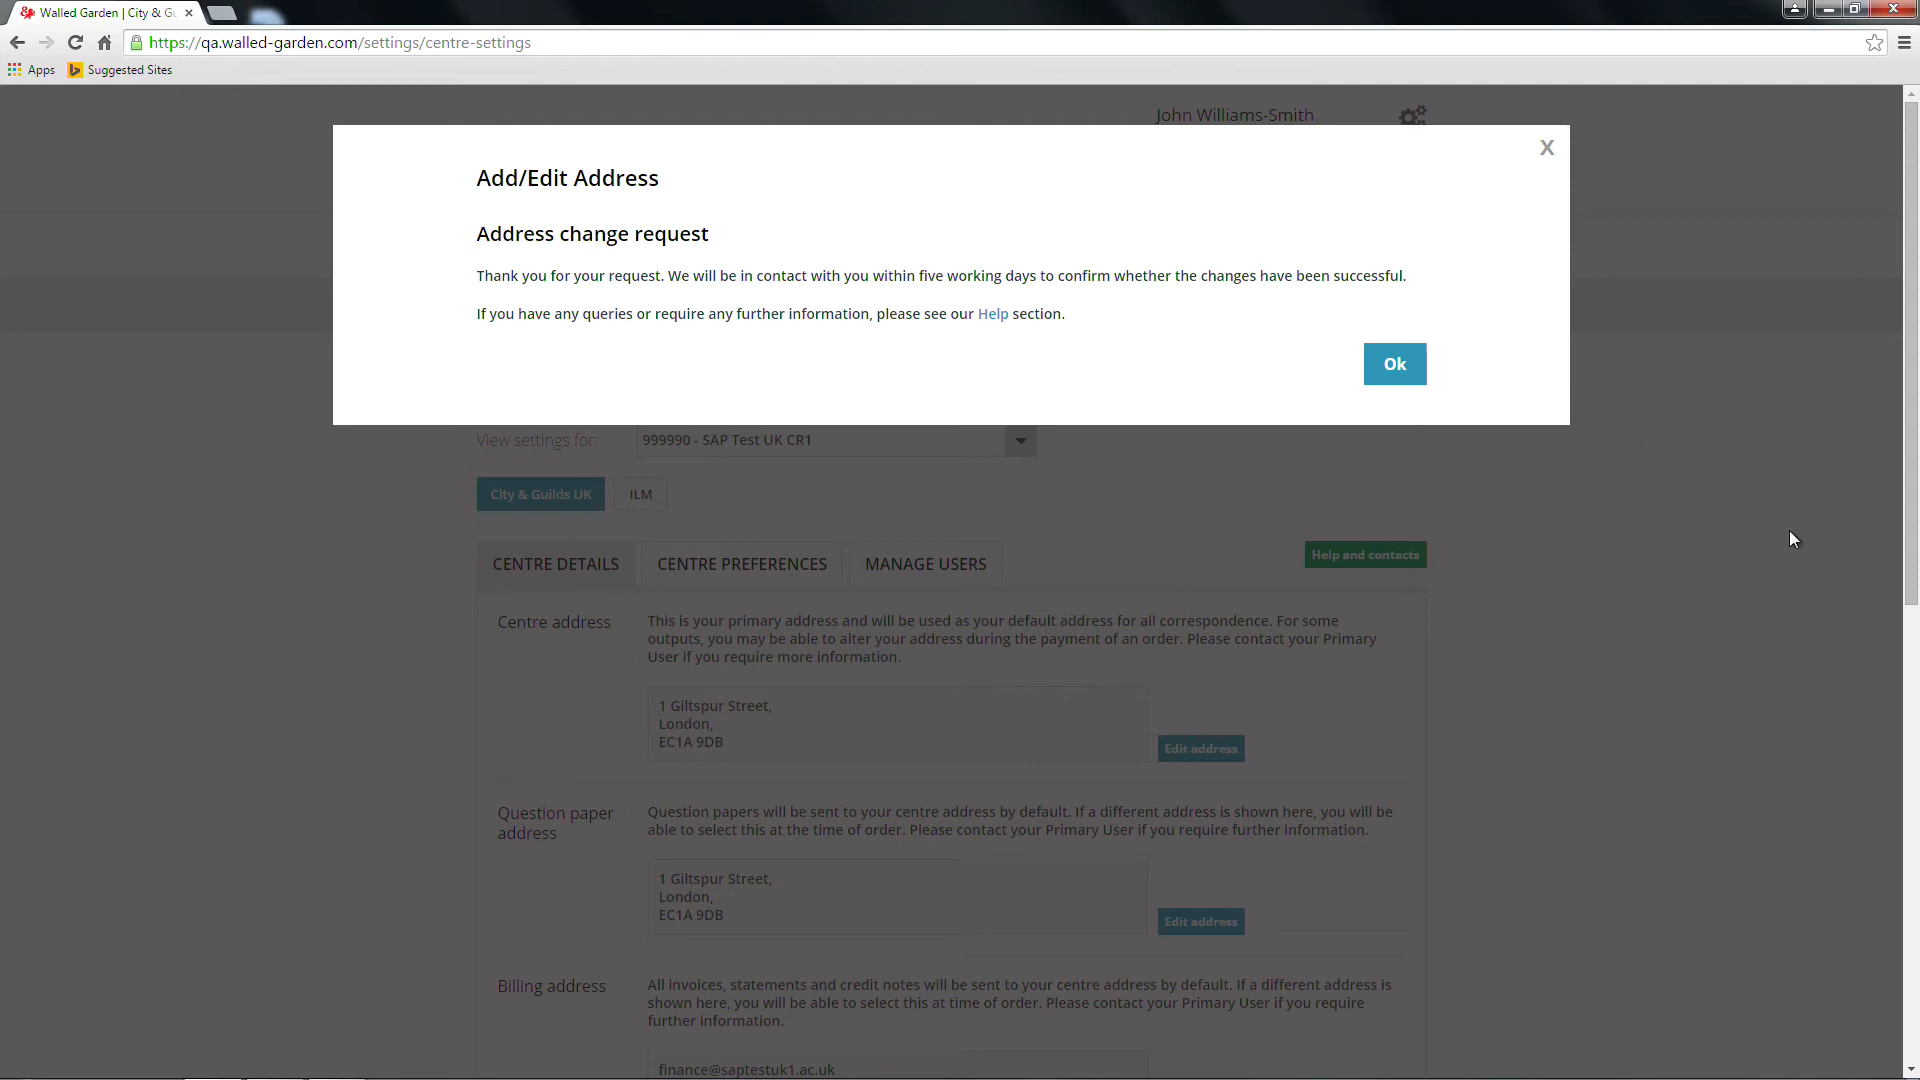 Walled Garden | City & Gu
https://qa.walled-garden.com/settings/centre-settings
Apps Suggested Sites
John Williams-Smith
X
Add/Edit Address
Address change request
Thank you for your request. We will be in contact with you within five working days to confirm whether the changes have been successful.
If you have any queries or require any further information, please see our Help section.
Ok
View settings for: 999990 - SAP Test UK CR1
City & Guilds UK ILM
CENTRE DETAILS CENTRE PREFERENCES MANAGE USERS Help and contacts
Centre address
This is your primary address and will be used as your default address for all correspondence. For some
outputs, you may be able to alter your address during the payment of an order. Please contact your Primary
User if you require more information.
1 Giltspur Street,
London,
EC1A 9DB
Edit address
Question paper
address
Question papers will be sent to your centre address by default. If a different address is shown here, you will be
able to select this at the time of order. Please contact your Primary User if you require further information.
1 Giltspur Street,
London,
EC1A 9DB
Edit address
Billing address
All invoices, statements and credit notes will be sent to your centre address by default. If a different address is
shown here, you will be able to select this at time of order. Please contact your Primary User if you require
further information.
finance@saptestuk1.ac.uk